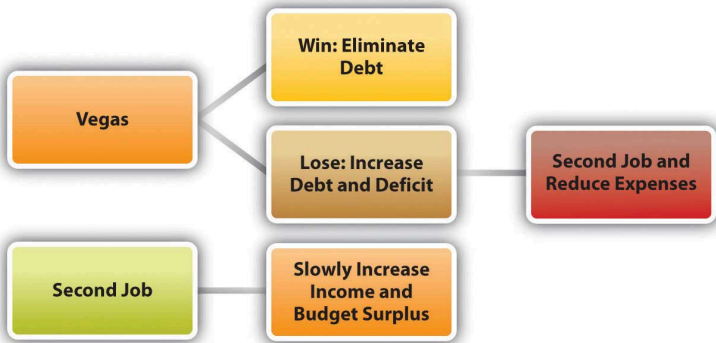 Vegas
Win: Eliminate
Debt
Lose: Increase
Debt and Deficit
Second Job and
Reduce Expenses
Second Job
Slowly Increase
Income and
Budget Surplus